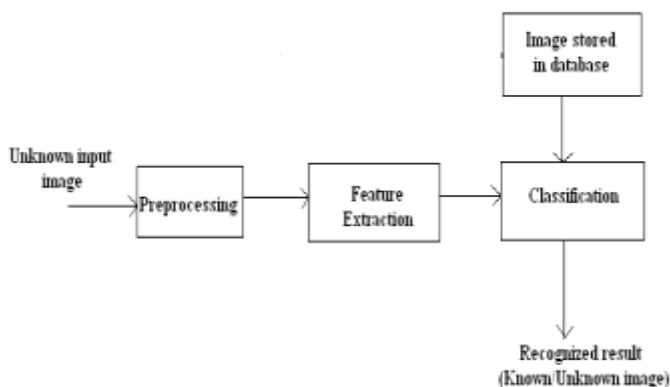 Image stored
in database
Unknown input
image
Preprocessing
Feature
Extraction
Classification
Recognized result
(Known/Unknown image)